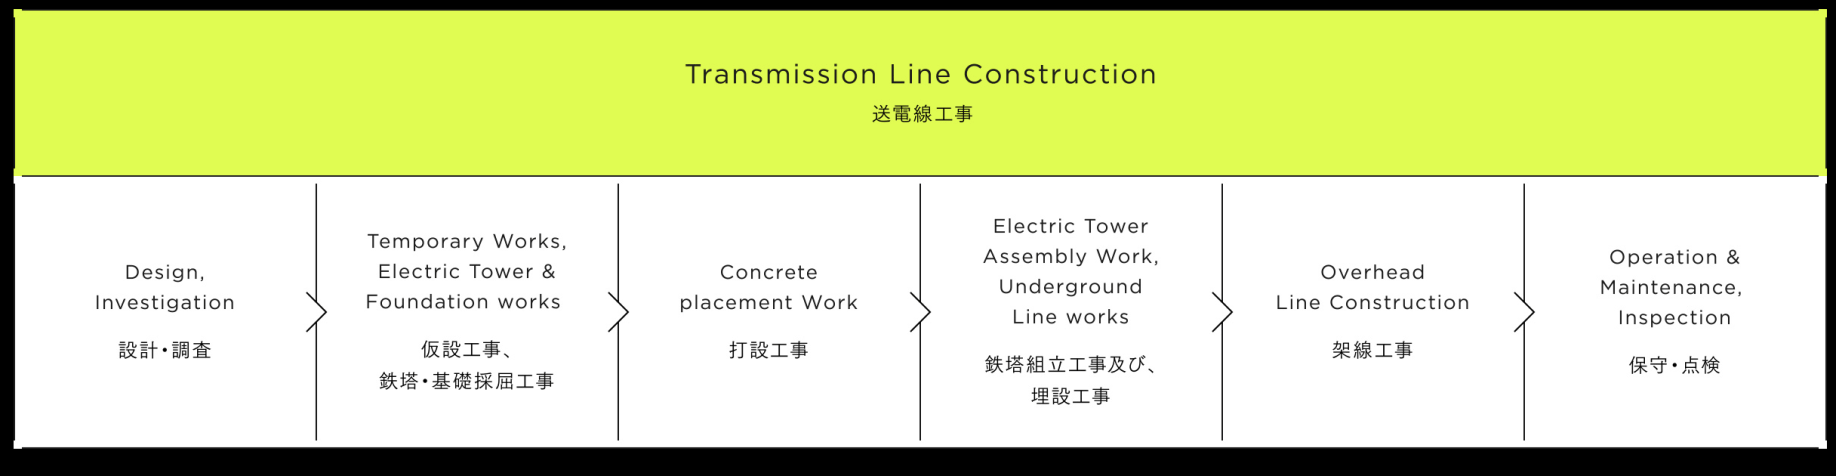 Transmission Line Construction
送電線工事
Design,
Investigation
設計・調査
Temporary Works,
Electric Tower &
Foundation works
仮設工事、
鉄塔・基礎採屈工事
Concrete
placement Work
打設工事
Electric Tower
Assembly Work,
Underground
Line works
鉄塔組立工事及び、
埋設工事
Overhead
Line Construction
架線工事
Operation &
Maintenance,
Inspection
保守・点検